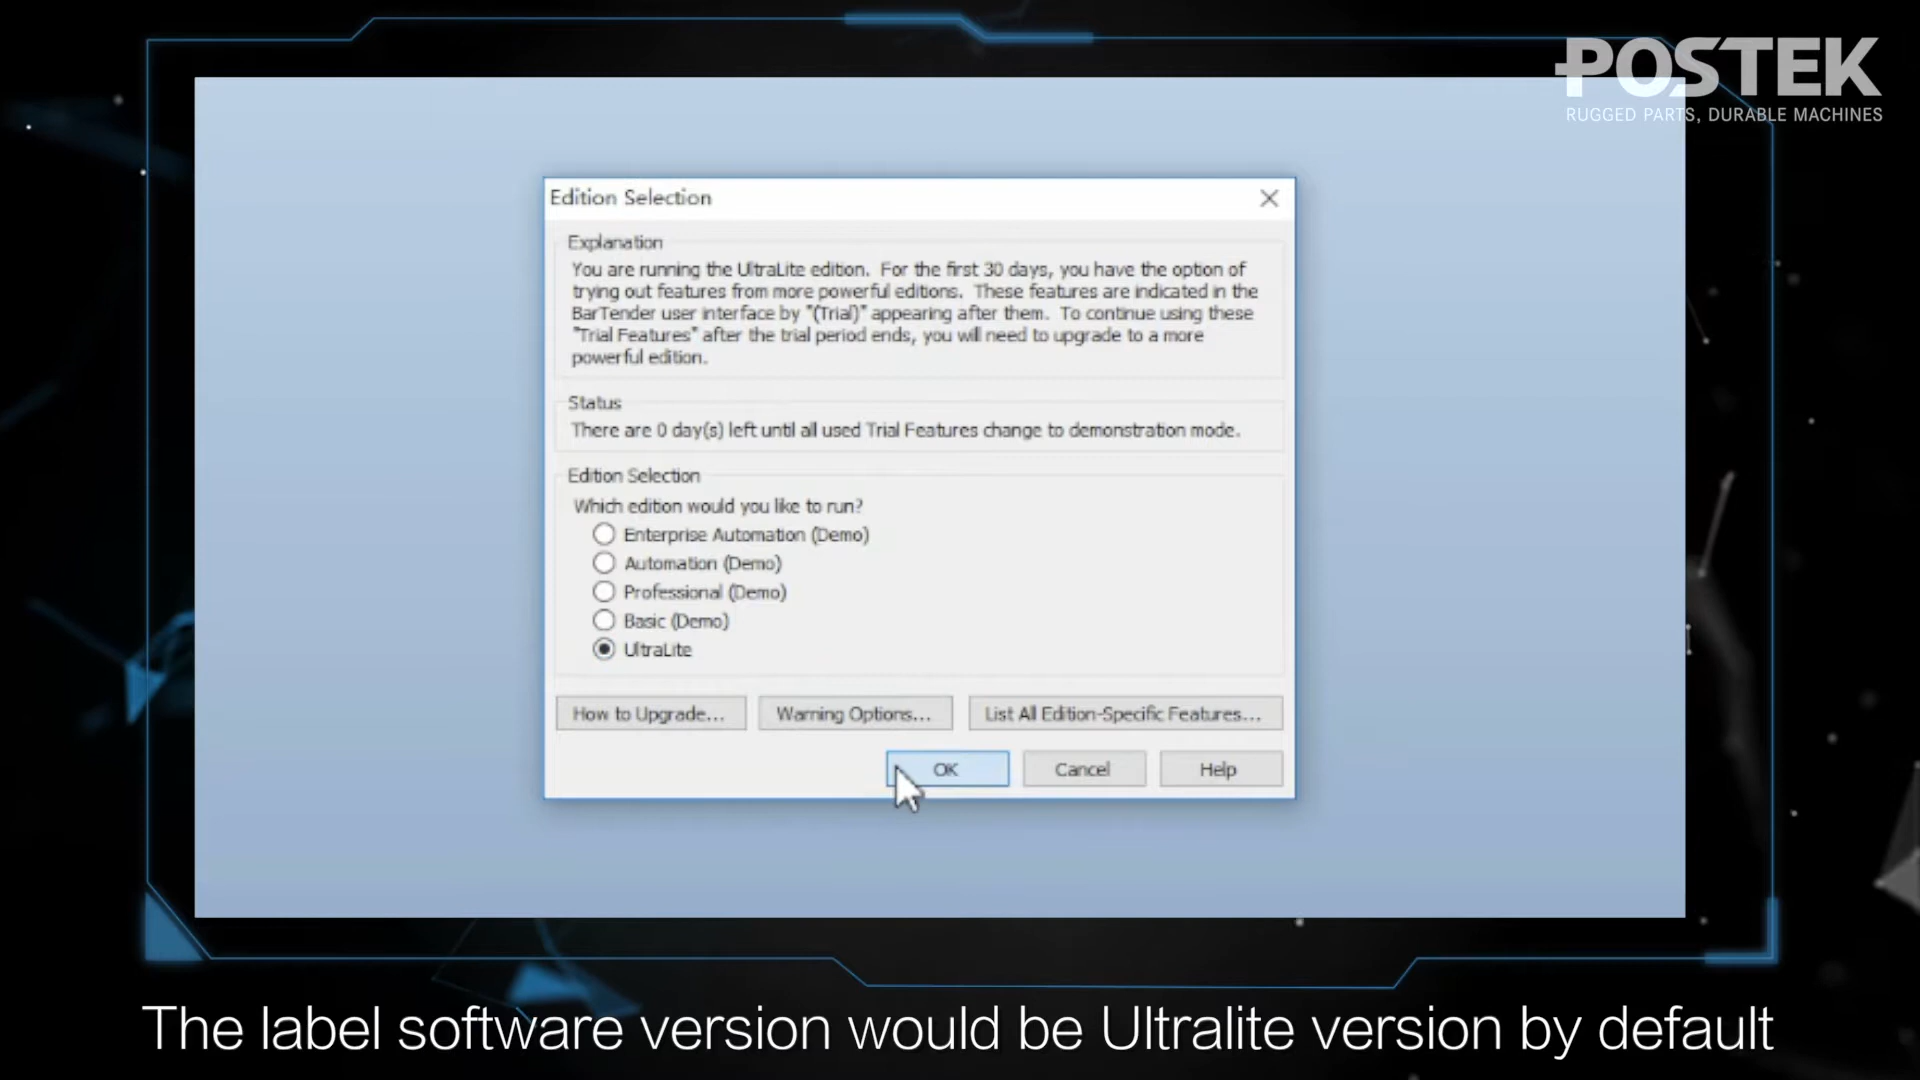 POSTEK
RUGGED PARTS, DURABLE MACHINES
Edition Selection
Explanation
You are running the UltraLite edition. For the first 30 days, you have the option of
trying out features from more powerful editions. These features are indicated in the
BarTender user interface by "(Trial)" appearing after them. To continue using these
"Trial Features" after the trial period ends, you will need to upgrade to a more
powerful edition.
Status
There are 0 day(s) left until all used Trial Features change to demonstration mode.
Edition Selection
Which edition would you like to run?
Enterprise Automation (Demo)
Automation (Demo)
Professional (Demo)
Basic (Demo)
UltraLite
How to Upgrade... Warning Options... List All Edition-Specific Features...
OK Cancel Help
The label software version would be Ultralite version by default